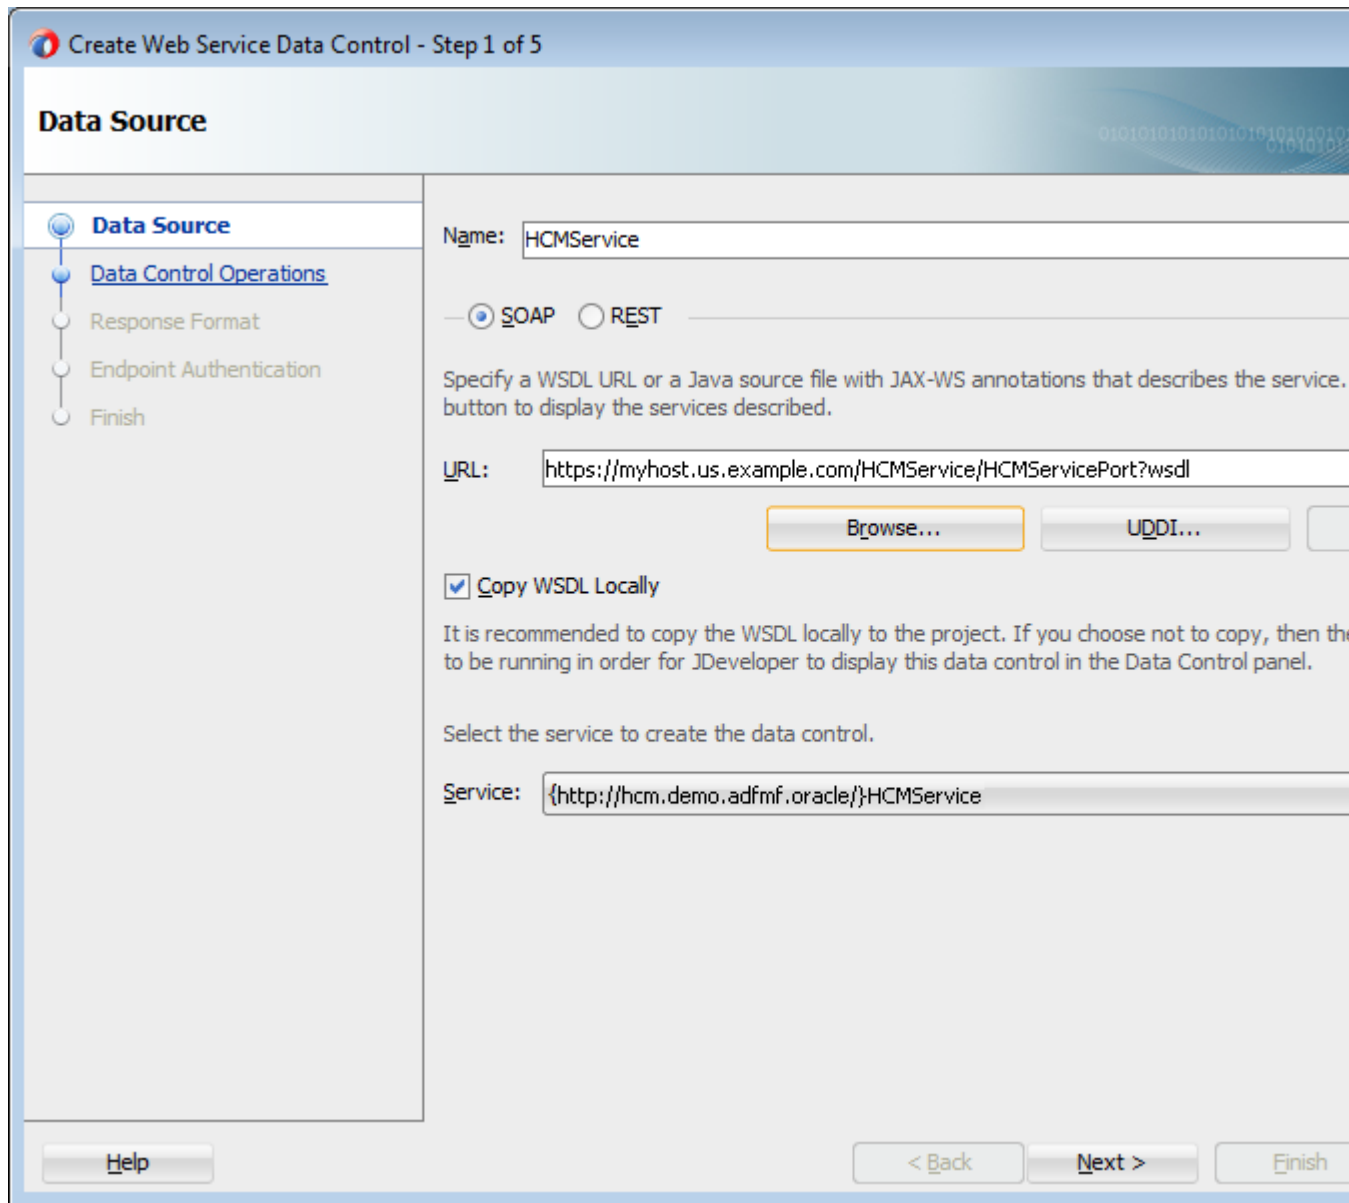 Create Web Service Data Control - Step 1 of 5
Data Source
Data Source
Data Control Operations
Response Format
Endpoint Authentication
Finish
Name: HCMService
SOAP REST
Specify a WSDL URL or a Java source file with JAX-WS annotations that describes the service.
button to display the services described.
URL: https://myhost.us.example.com/HCMService/HCMServicePort?wsdl
Browse... UDDI...
Copy WSDL Locally
It is recommended to copy the WSDL locally to the project. If you choose not to copy, then
to be running in order for JDeveloper to display this data control in the Data Control panel.
Select the service to create the data control.
Service: {http://hcm.demo.adfmf.oracle/}HCMService
Help < Back Next > Finish